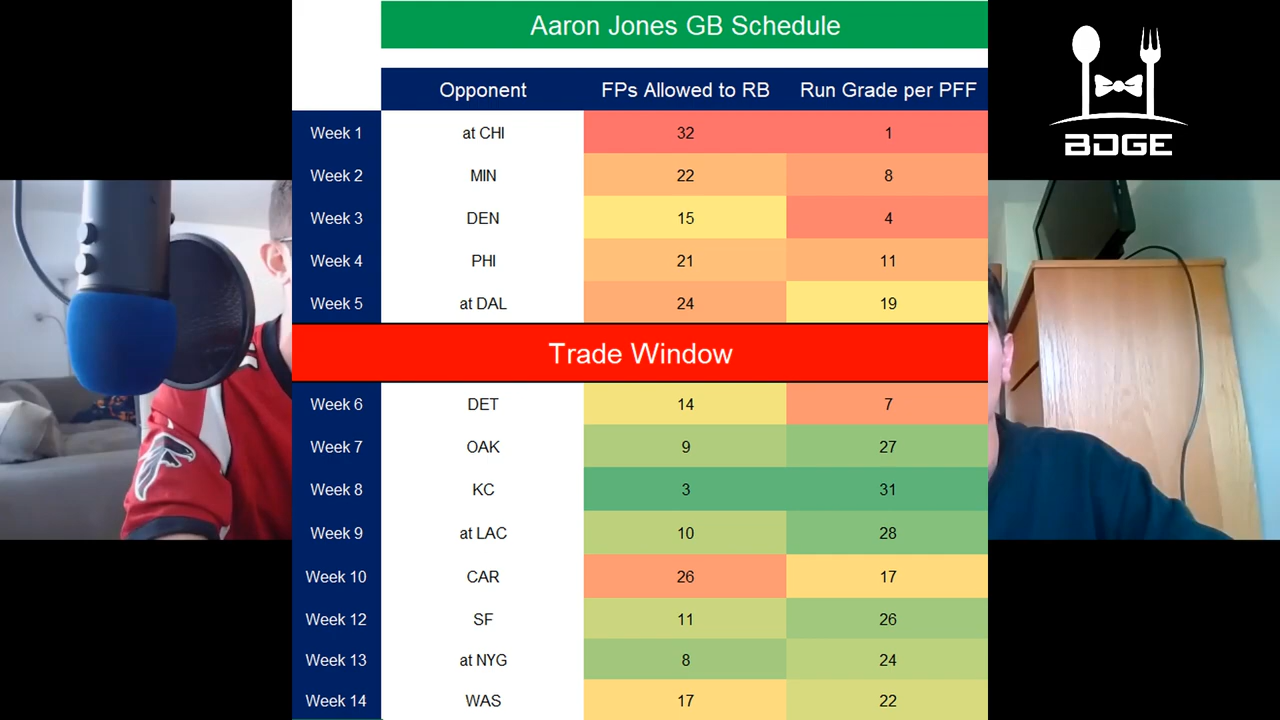 Aaron Jones GB Schedule
Opponent FPs Allowed to RB Run Grade per PFF
Week 1 at CHI 32 1
Week 2 MIN 22 8
Week 3 DEN 15 4
Week 4 PHI 21 11
Week 5 at DAL 24 19
Trade Window
Week 6 DET 14 7
Week 7 OAK 9 27
Week 8 KC 3 31
Week 9 at LAC 10 28
Week 10 CAR 26 17
Week 12 SF 11 26
Week 13 at NYG 8 24
Week 14 WAS 17 22
BDGE